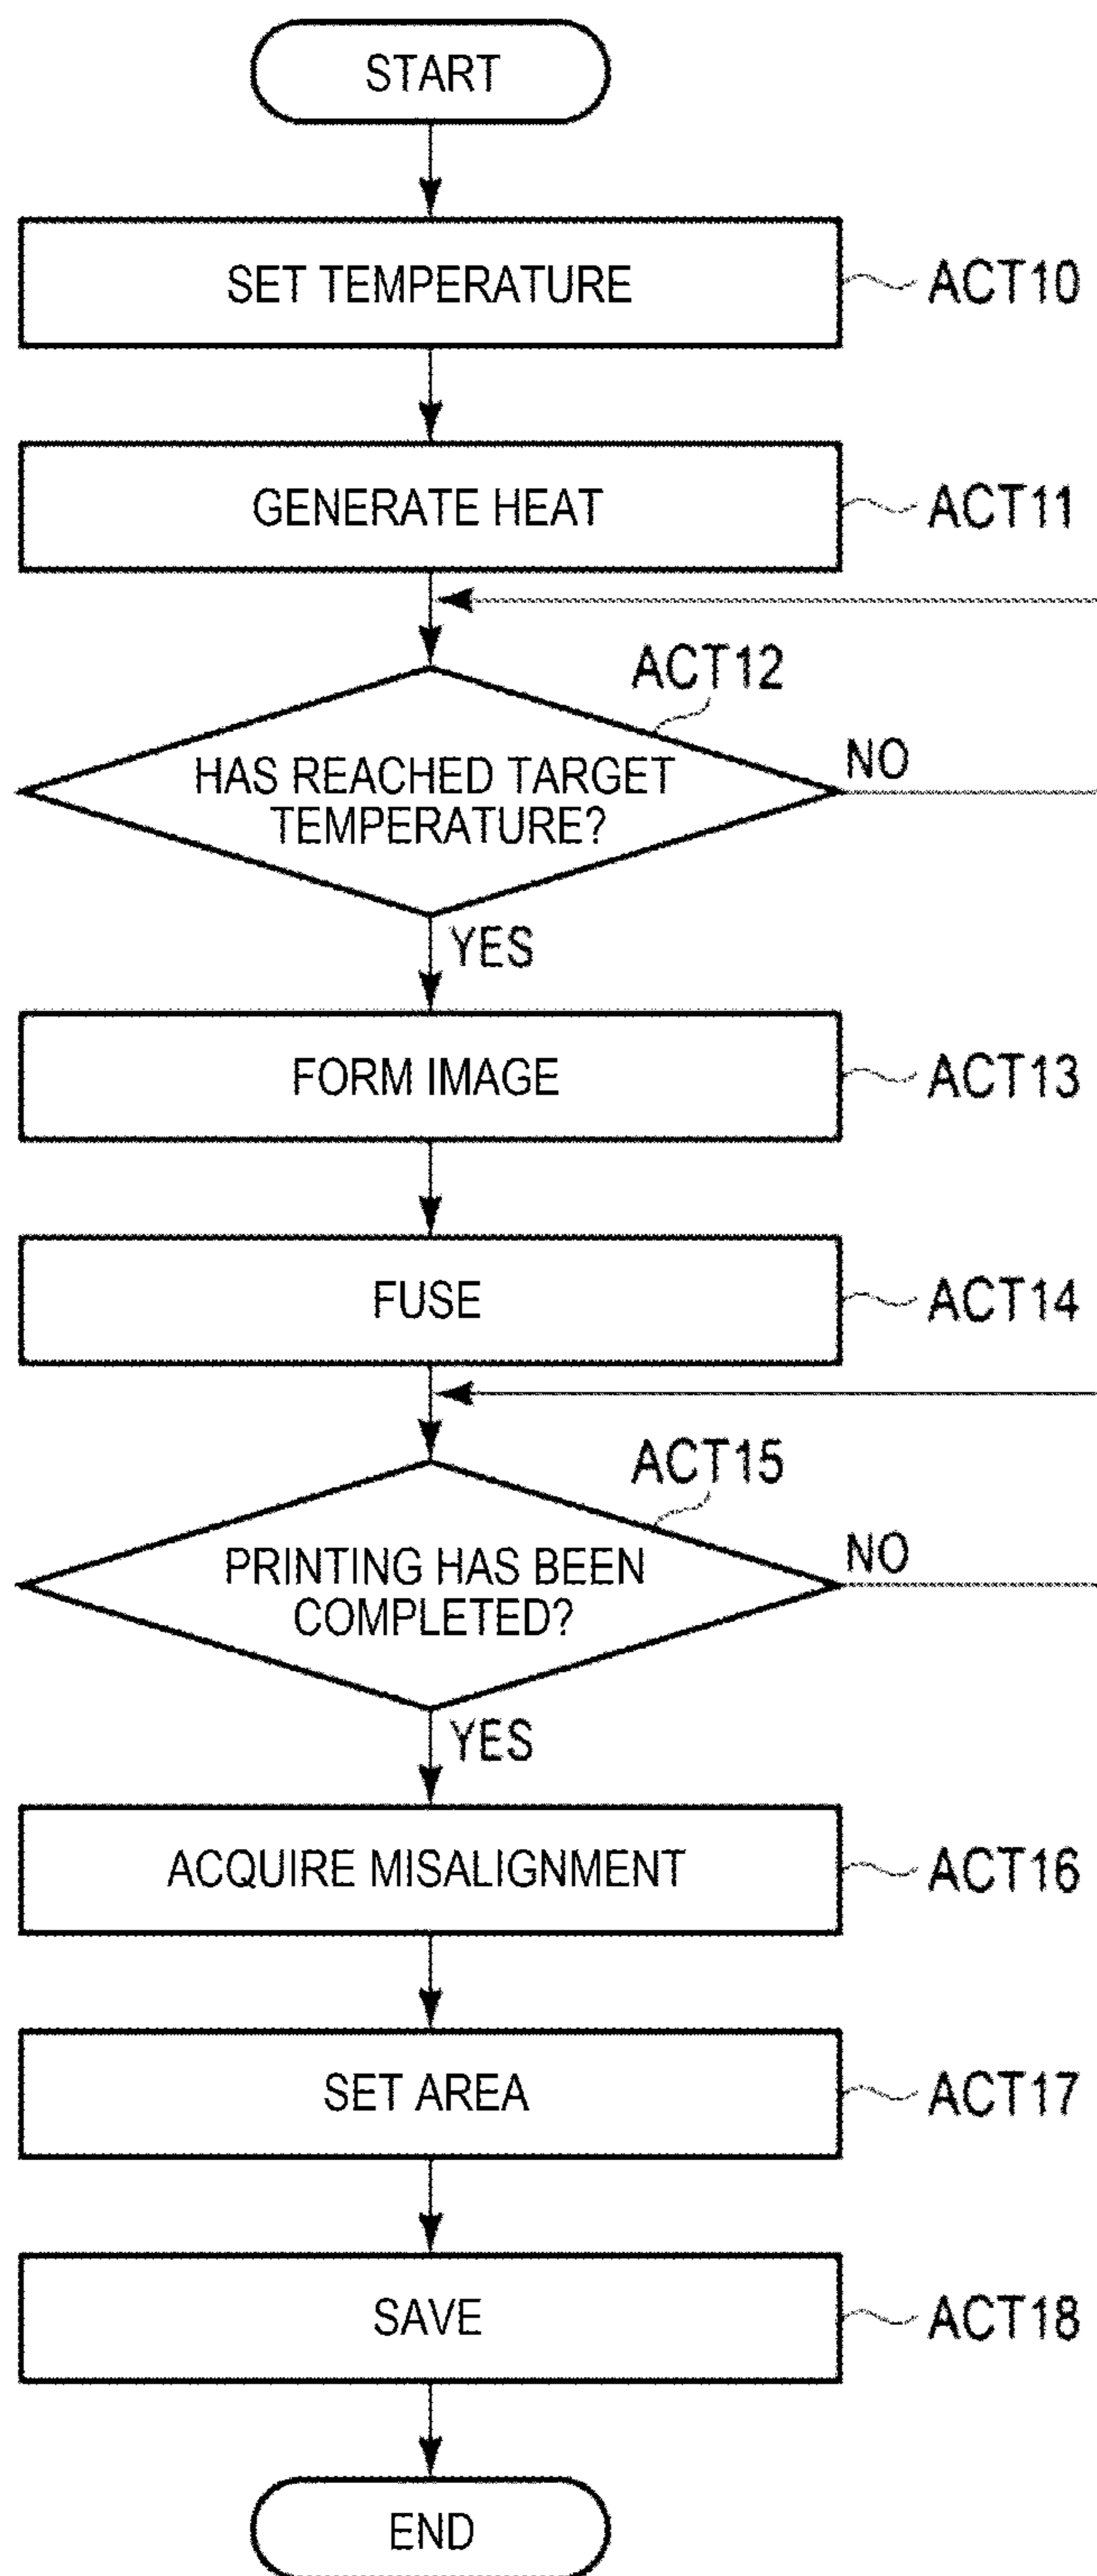 START
SET TEMPERATURE
ACT10
GENERATE HEAT
ACT11
ACT12
HAS REACHED TARGET
TEMPERATURE?
NO
YES
FORM IMAGE
ACT13
FUSE
ACT14
ACT15
PRINTING HAS BEEN
COMPLETED?
NO
YES
ACQUIRE MISALIGNMENT
ACT16
SET AREA
ACT17
SAVE
ACT18
END